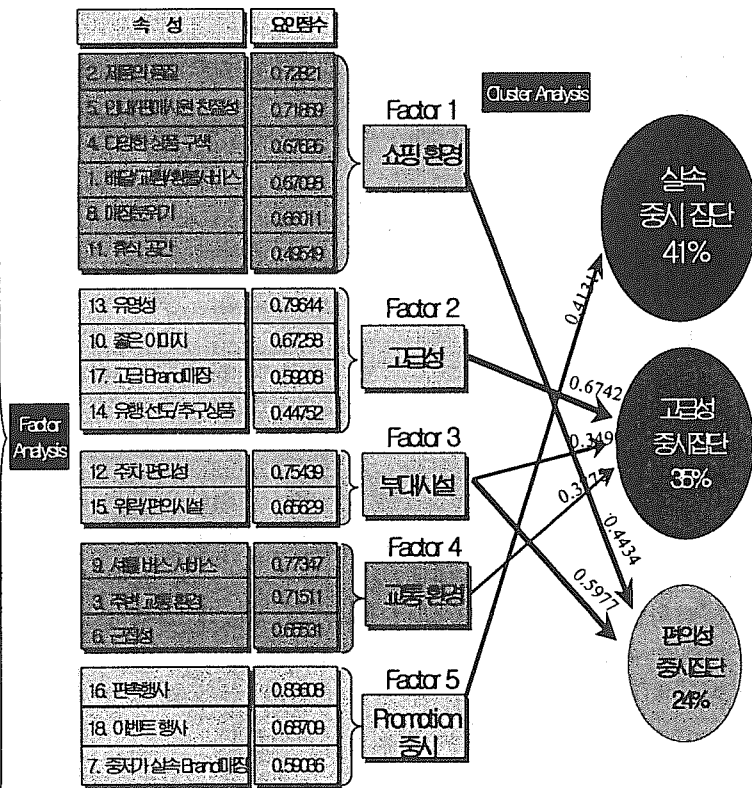 속 성 요인점수
2. 제품의 품질 0.72821
5. 안내/판매사원 친절성 0.71869
4. 다양한 상품 구색 0.67626
1. 배달/교환/환불서비스 0.67098
8. 매장분위기 0.66011
11. 휴식 공간 0.49549
Factor 1
쇼핑 환경
13. 유명성 0.79644
10. 좋은 이미지 0.67258
17. 고급 Brand매장 0.59208
14. 유행 선도/추구상품 0.44752
Factor 2
고급성
12. 주차 편리성 0.75439
15. 위락/편의시설 0.65629
Factor 3
부대시설
9. 셔틀 버스 서비스 0.77347
3. 주변 교통 환경 0.71511
6. 근접성 0.65531
Factor 4
교통 환경
16. 판촉행사 0.83608
18. 이벤트 행사 0.68709
7. 중저가 실속 Brand매장 0.59036
Factor 5
Promotion
중시
Factor
Analysis
Cluster Analysis
실속
중시 집단
41%
고급성
중시집단
35%
편의성
중시집단
24%
0.6742
0.349
0.4434
0.5977